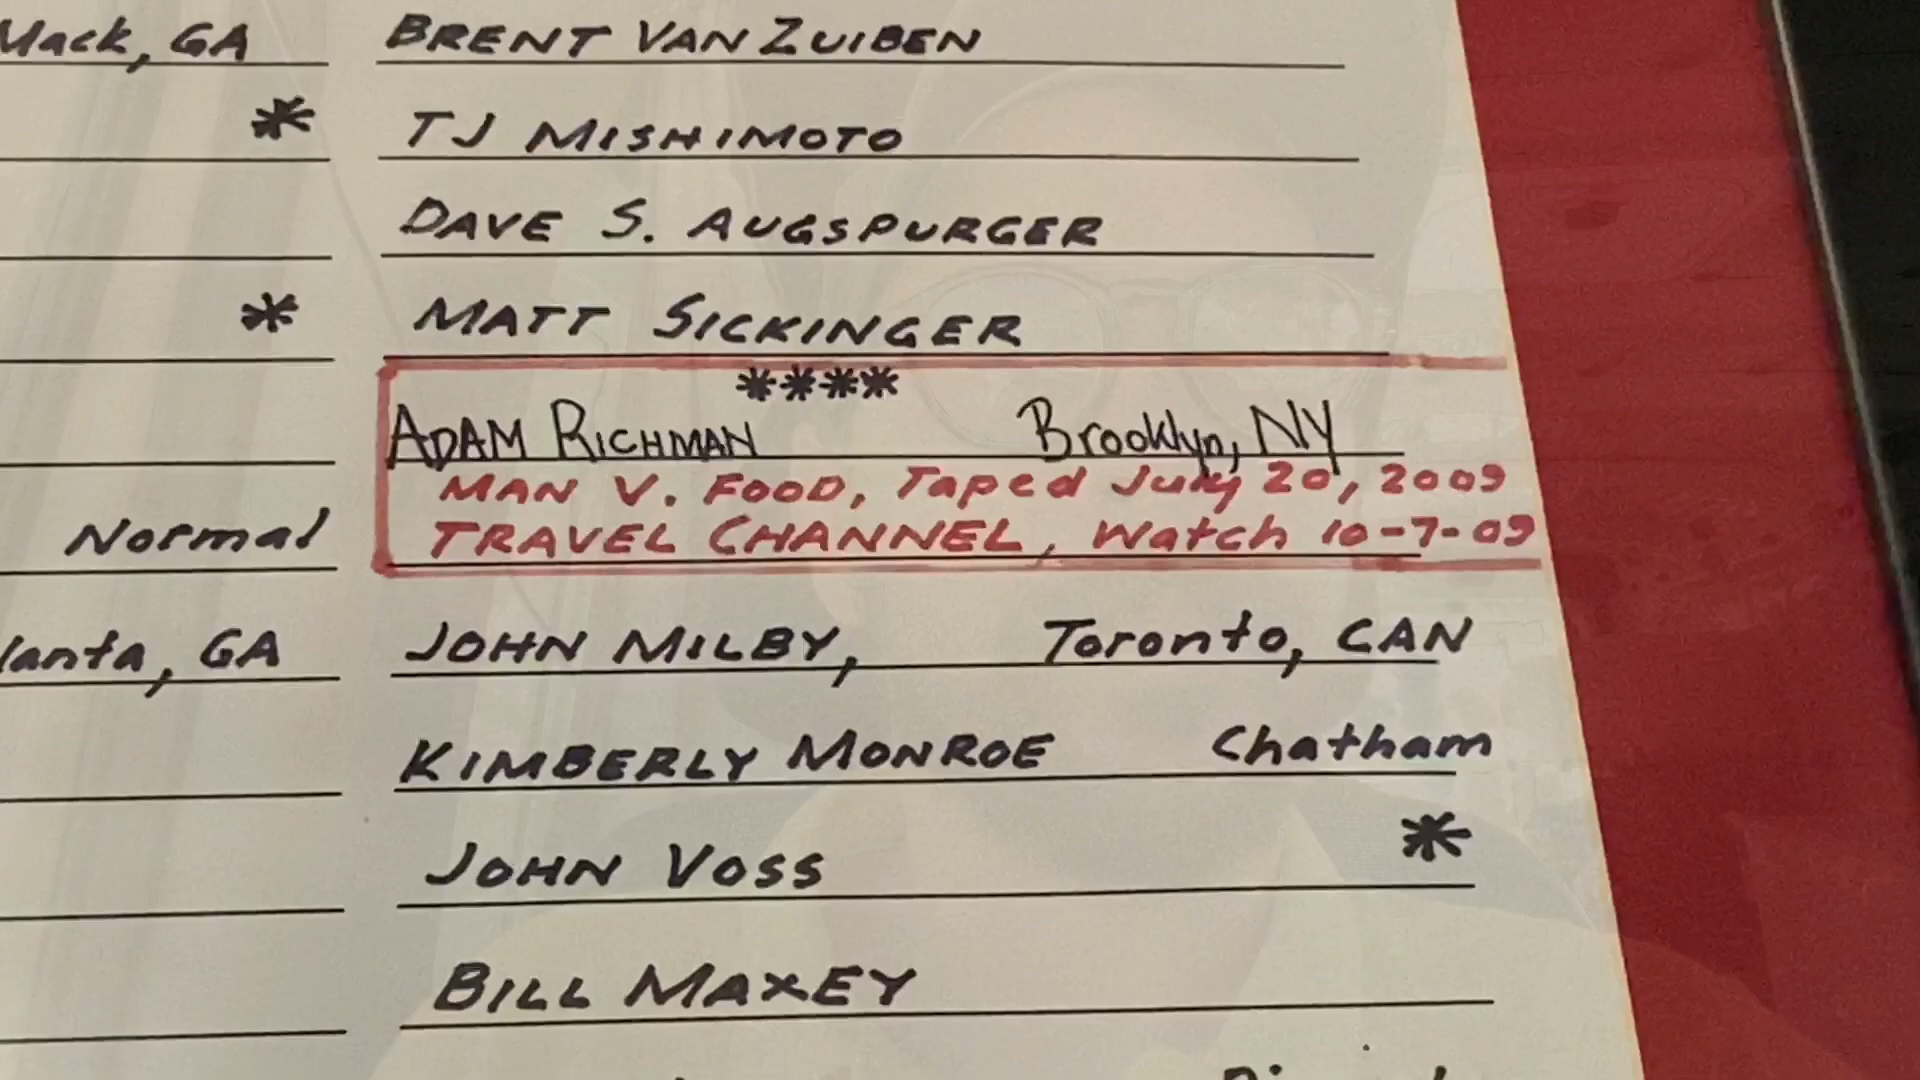 Mack, GA BRENT VAN ZUIBEN
* TJ MISHIMOTO
DAVE S. AUGSPURGER
* MATT SICKINGER
****
ADAM RICHMAN Brooklyn, NY
MAN V. FOOD, Taped July 20, 2009
Normal TRAVEL CHANNEL, Watch 10-7-09
lanta, GA JOHN MILBY, Toronto, CAN
KIMBERLY MONROE Chatham
JOHN VOSS *
BILL MAXEY